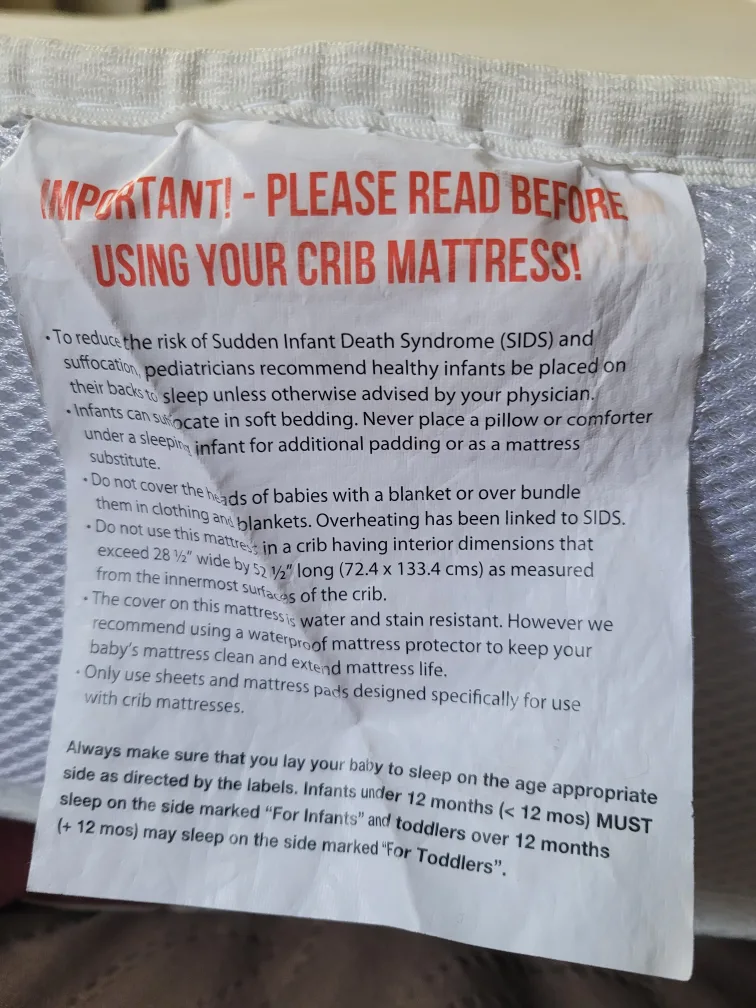 IMPORTANT! - PLEASE READ BEFORE
USING YOUR CRIB MATTRESS!
• To reduce the risk of Sudden Infant Death Syndrome (SIDS) and
suffocation, pediatricians recommend healthy infants be placed on
their backs to sleep unless otherwise advised by your physician.
• Infants can suffocate in soft bedding. Never place a pillow or comforter
under a sleeping infant for additional padding or as a mattress
substitute.
• Do not cover the heads of babies with a blanket or over bundle
them in clothing and blankets. Overheating has been linked to SIDS.
• Do not use this mattress in a crib having interior dimensions that
exceed 28 ½" wide by 52 ½" long (72.4 x 133.4 cms) as measured
from the innermost surfaces of the crib.
• The cover on this mattress is water and stain resistant. However we
recommend using a waterproof mattress protector to keep your
baby's mattress clean and extend mattress life.
• Only use sheets and mattress pads designed specifically for use
with crib mattresses.
Always make sure that you lay your baby to sleep on the age appropriate
side as directed by the labels. Infants under 12 months (< 12 mos) MUST
sleep on the side marked "For Infants" and toddlers over 12 months
(+ 12 mos) may sleep on the side marked "For Toddlers".